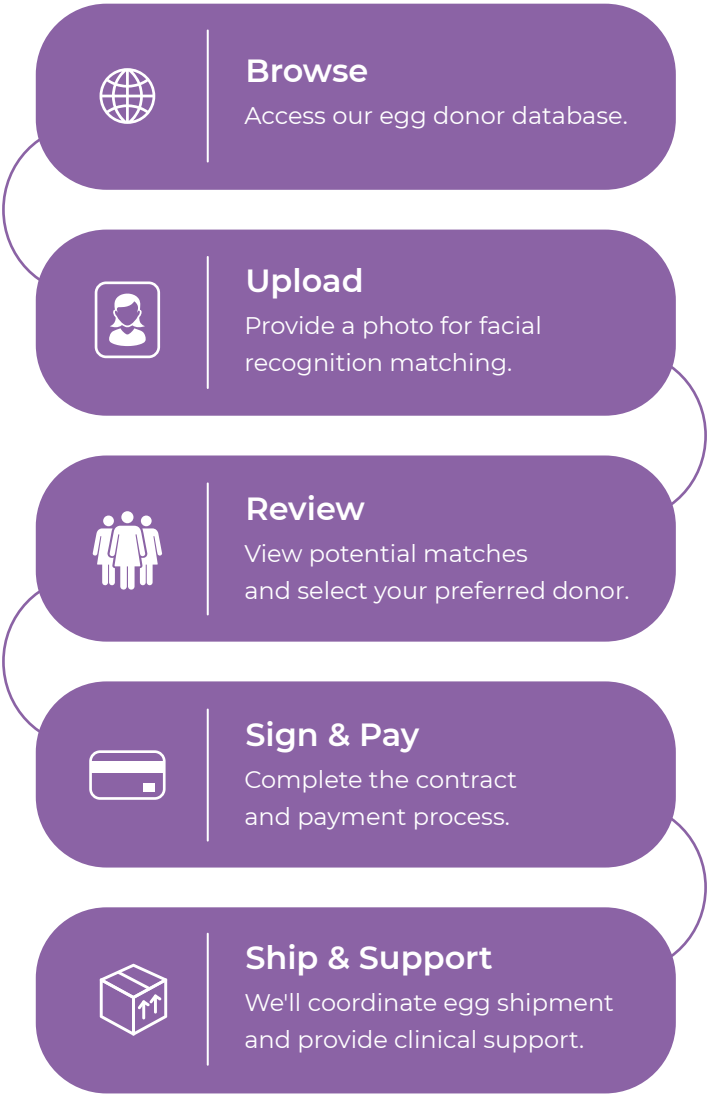 Browse
Access our egg donor database.
Upload
Provide a photo for facial
recognition matching.
Review
View potential matches
and select your preferred donor.
Sign & Pay
Complete the contract
and payment process.
Ship & Support
We'll coordinate egg shipment
and provide clinical support.